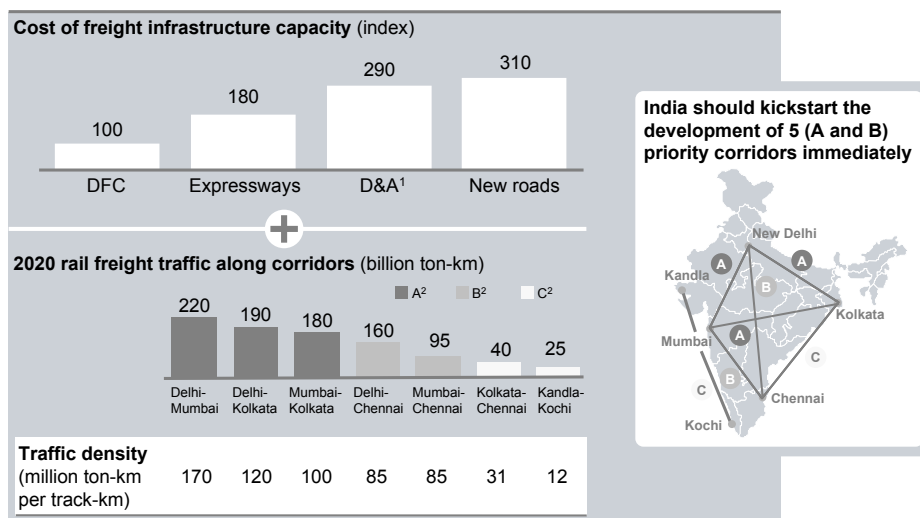 Cost of freight infrastructure capacity (index)
100
180
290
310
DFC
Expressways
D&A¹
New roads
+
2020 rail freight traffic along corridors (billion ton-km)
A²
B²
C²
220
190
180
160
95
40
25
Delhi-
Mumbai
Delhi-
Kolkata
Mumbai-
Kolkata
Delhi-
Chennai
Mumbai-
Chennai
Kolkata-
Chennai
Kandla-
Kochi
Traffic density
(million ton-km
per track-km)
170
120
100
85
85
31
12
India should kickstart the
development of 5 (A and B)
priority corridors immediately
New Delhi
A
A
Kandla
B
Kolkata
Mumbai
A
C
B
C
Chennai
Kochi